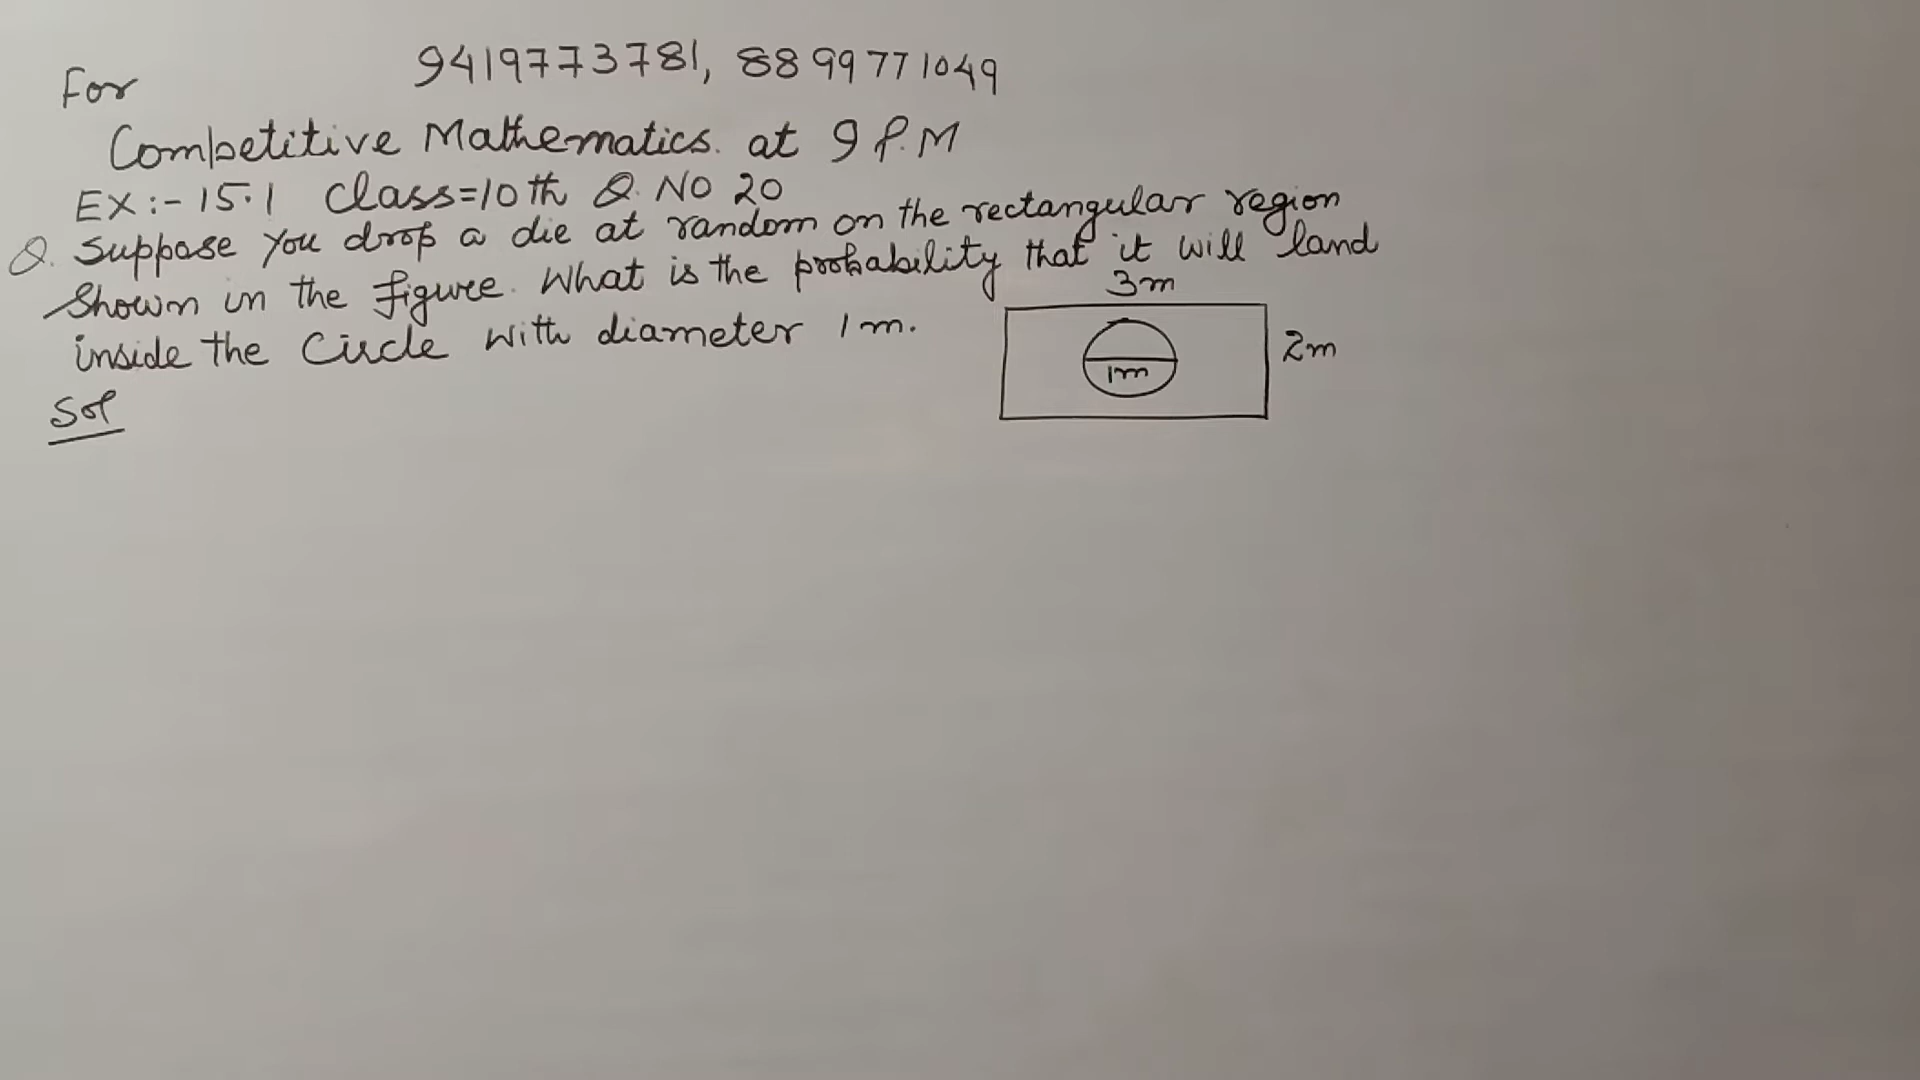 For 9419773781, 8899771049
Competitive Mathematics. at 9 P.M
EX:- 15.1 Class=10th Q. NO 20
Q. Suppose you drop a die at random on the rectangular region
Shown in the figure. What is the probability that it will land
inside the Circle with diameter 1m.
3m
2m
1m
Sol